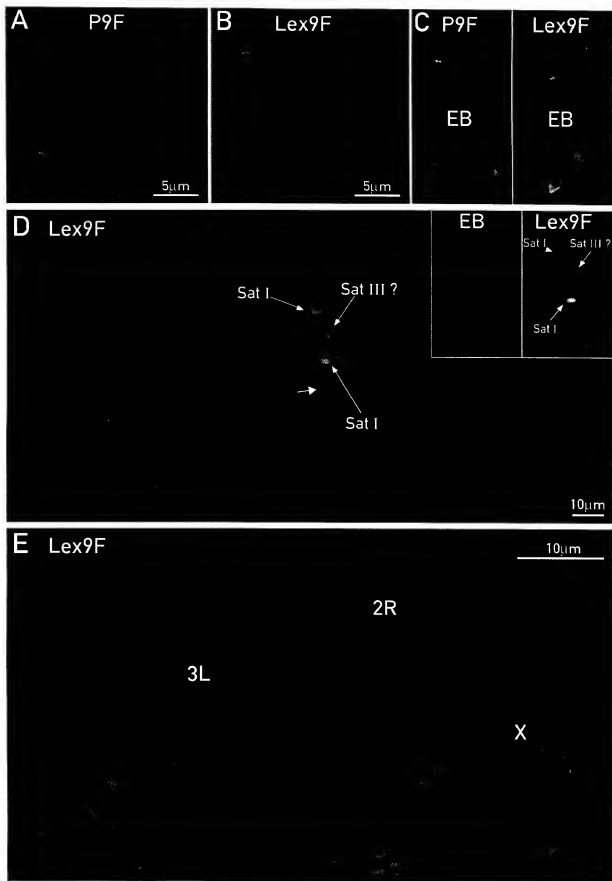 A P9F
5µm
B Lex9F
5µm
C P9F
EB
Lex9F
EB
D Lex9F
Sat I
Sat III ?
Sat I
10µm
EB
Lex9F
Sat I
Sat III ?
Sat I
E Lex9F
10µm
2R
3L
X